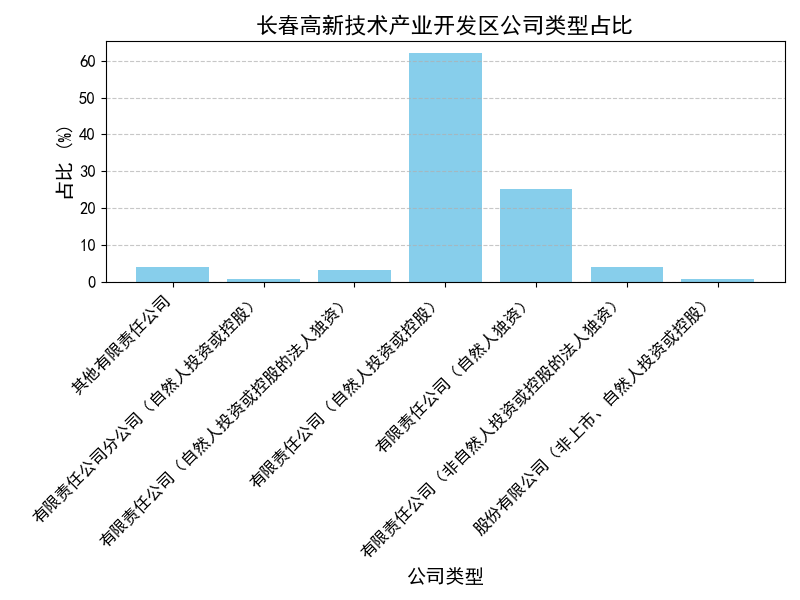 长春高新技术产业开发区公司类型占比
占比 (%)
60
50
40
30
20
10
0
其他有限责任公司
有限责任公司分公司（自然人投资或控股）
有限责任公司（自然人投资或控股的法人独资）
有限责任公司（自然人投资或控股）
有限责任公司（自然人独资）
有限责任公司（非自然人投资或控股的法人独资）
股份有限公司（非上市、自然人投资或控股）
公司类型